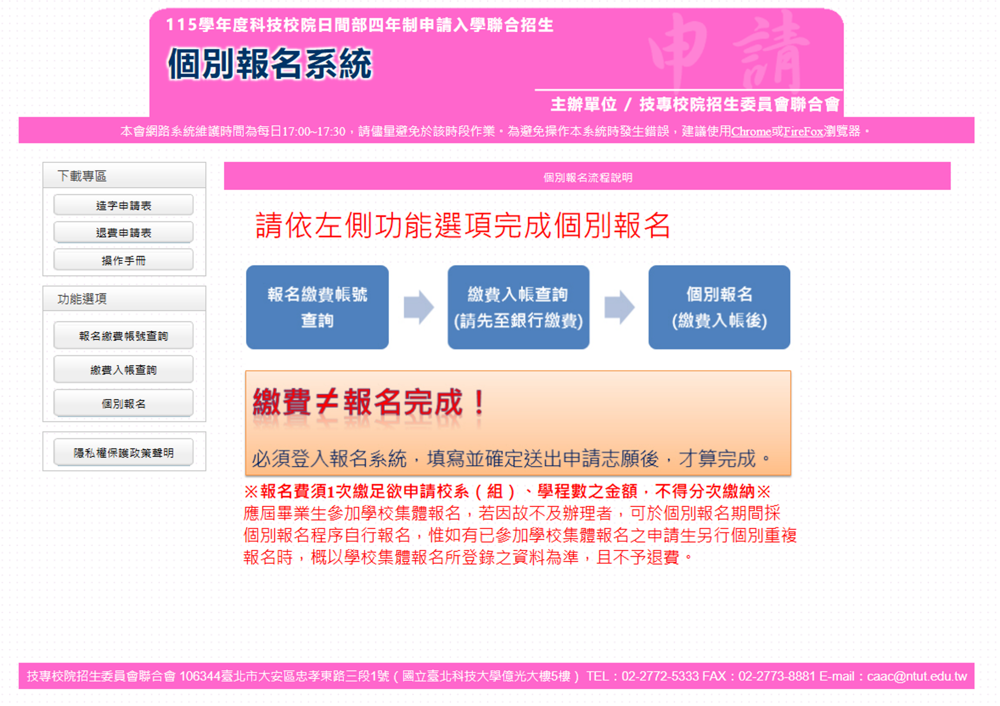 115學年度科技校院日間部四年制申請入學聯合招生
申請
個別報名系統
主辦單位 / 技專校院招生委員會聯合會
本會網路系統維護時間為每日17:00~17:30，請儘量避免於該時段作業。為避免操作本系統時發生錯誤，建議使用Chrome或FireFox瀏覽器。
下載專區
造字申請表
退費申請表
操作手冊
功能選項
報名繳費帳號查詢
繳費入帳查詢
個別報名
隱私權保護政策聲明
個別報名流程說明
請依左側功能選項完成個別報名
報名繳費帳號
查詢
繳費入帳查詢
(請先至銀行繳費)
個別報名
(繳費入帳後)
繳費≠報名完成！
必須登入報名系統，填寫並確定送出申請志願後，才算完成。
※報名費須1次繳足欲申請校系（組）、學程數之金額，不得分次繳納※
應屆畢業生參加學校集體報名，若因故不及辦理者，可於個別報名期間採
個別報名程序自行報名，惟如有已參加學校集體報名之申請生另行個別重複
報名時，概以學校集體報名所登錄之資料為準，且不予退費。
技專校院招生委員會聯合會 106344臺北市大安區忠孝東路三段1號（國立臺北科技大學億光大樓5樓） TEL：02-2772-5333 FAX：02-2773-8881 E-mail：caac@ntut.edu.tw